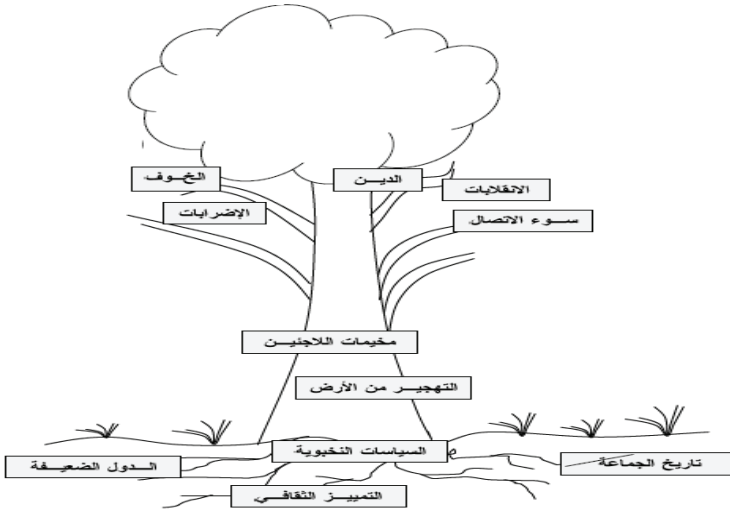 الخوف
الدين
الانقلابات
الإضرابات
سوء الاتصال
مخيمات اللاجئين
التهجير من الأرض
السياسات النخبوية
تاريخ الجماعة
الدول الضعيفة
التمييز الثقافي